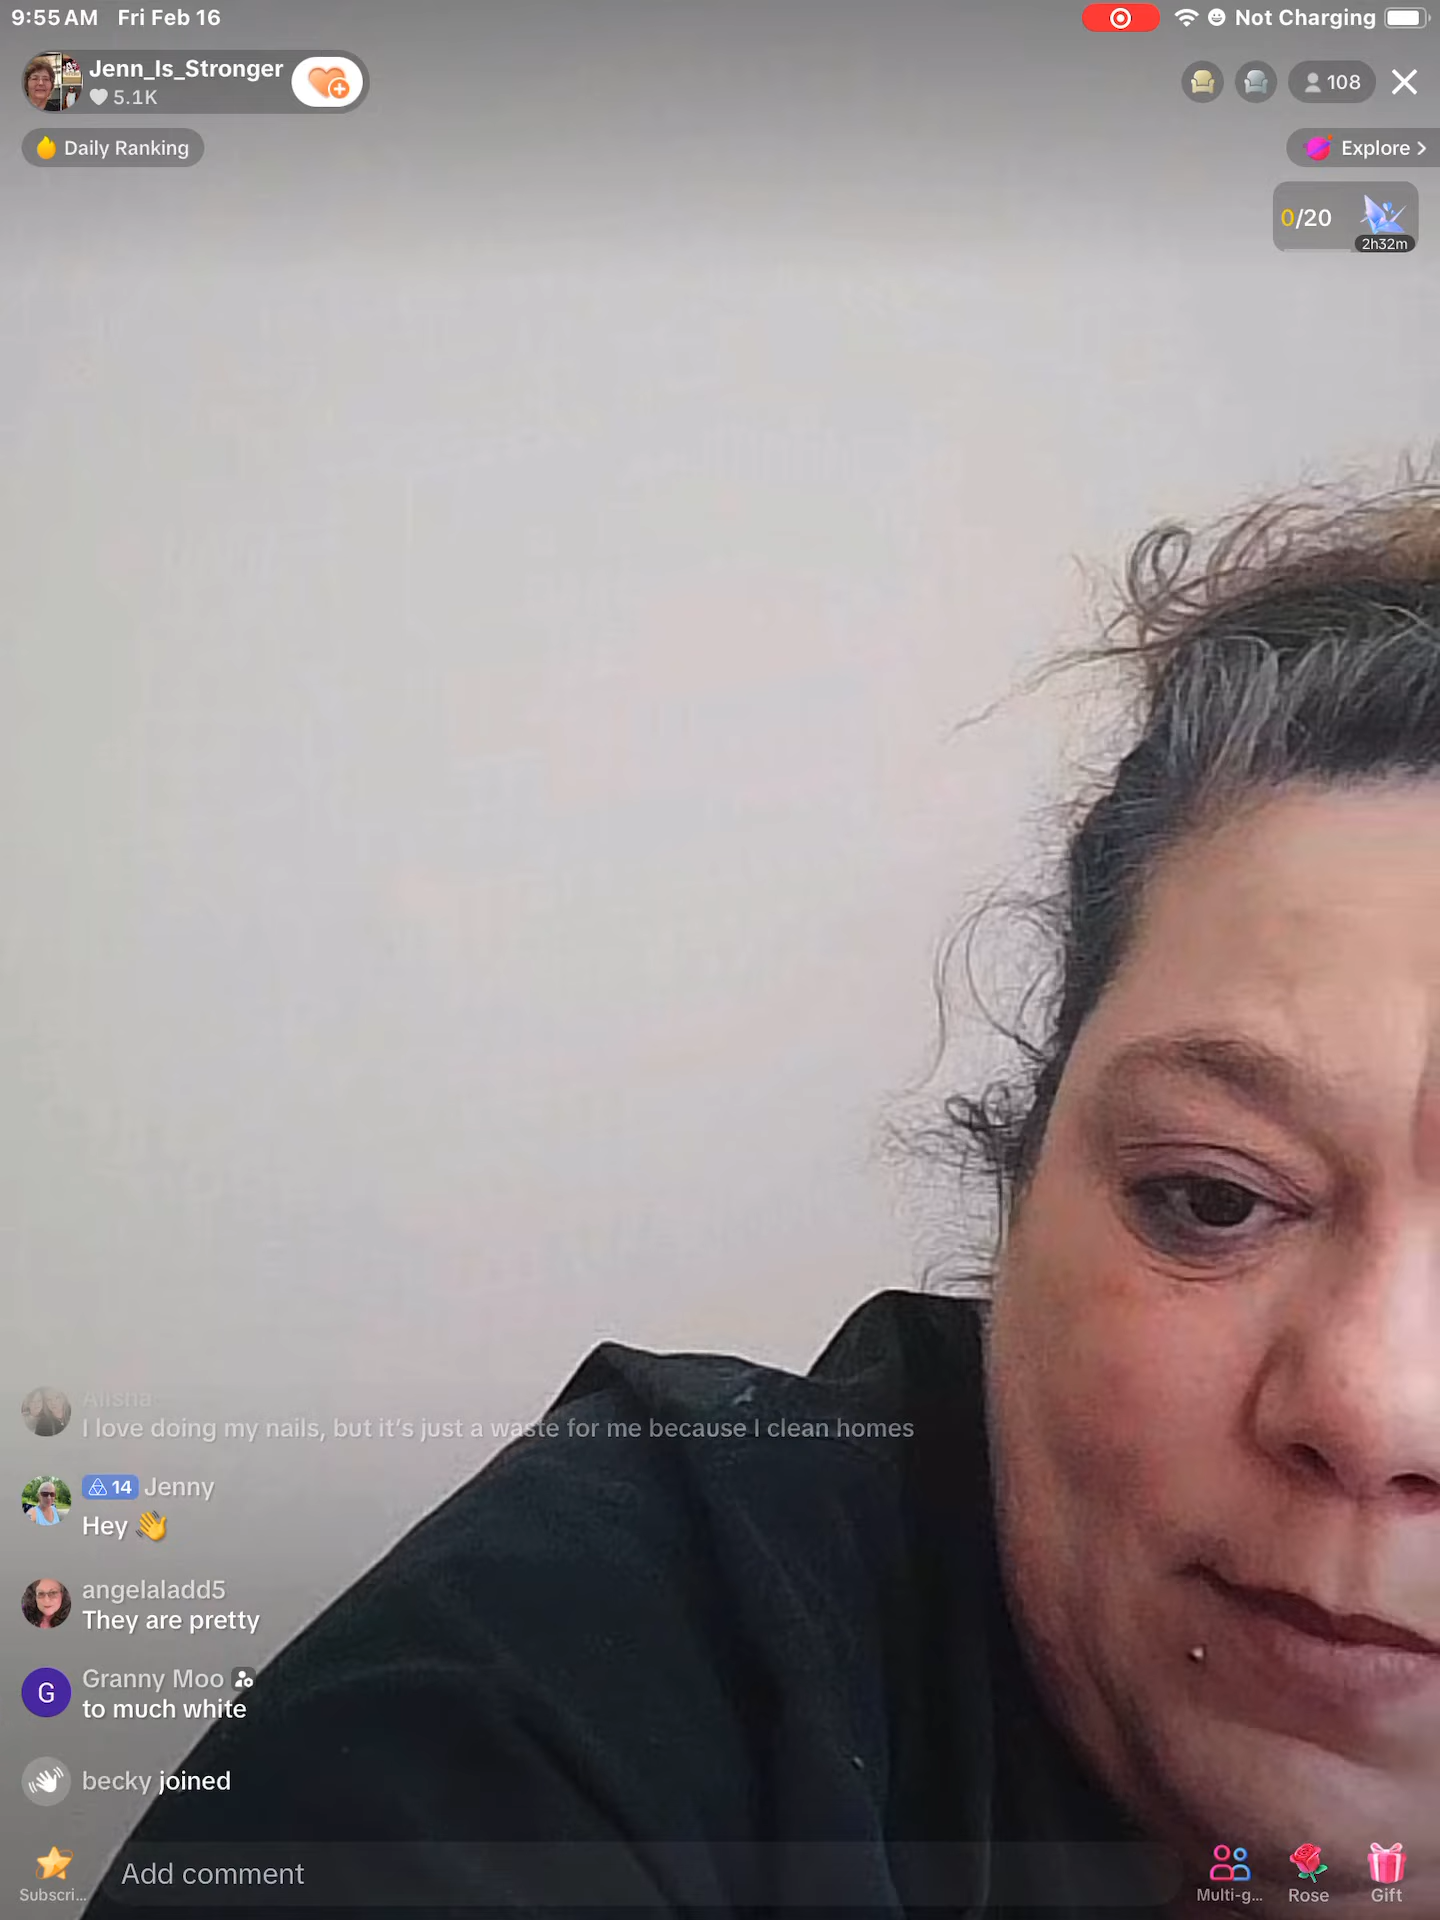 9:55 AM Fri Feb 16
Not Charging
Jenn_Is_Stronger
5.1K
108
Daily Ranking
Explore >
0/20
2h32m
Alisha
I love doing my nails, but it's just a waste for me because I clean homes
14 Jenny
Hey 👋
angelaladd5
They are pretty
G
Granny Moo
to much white
becky joined
Subscri...
Add comment
Multi-g...
Rose
Gift